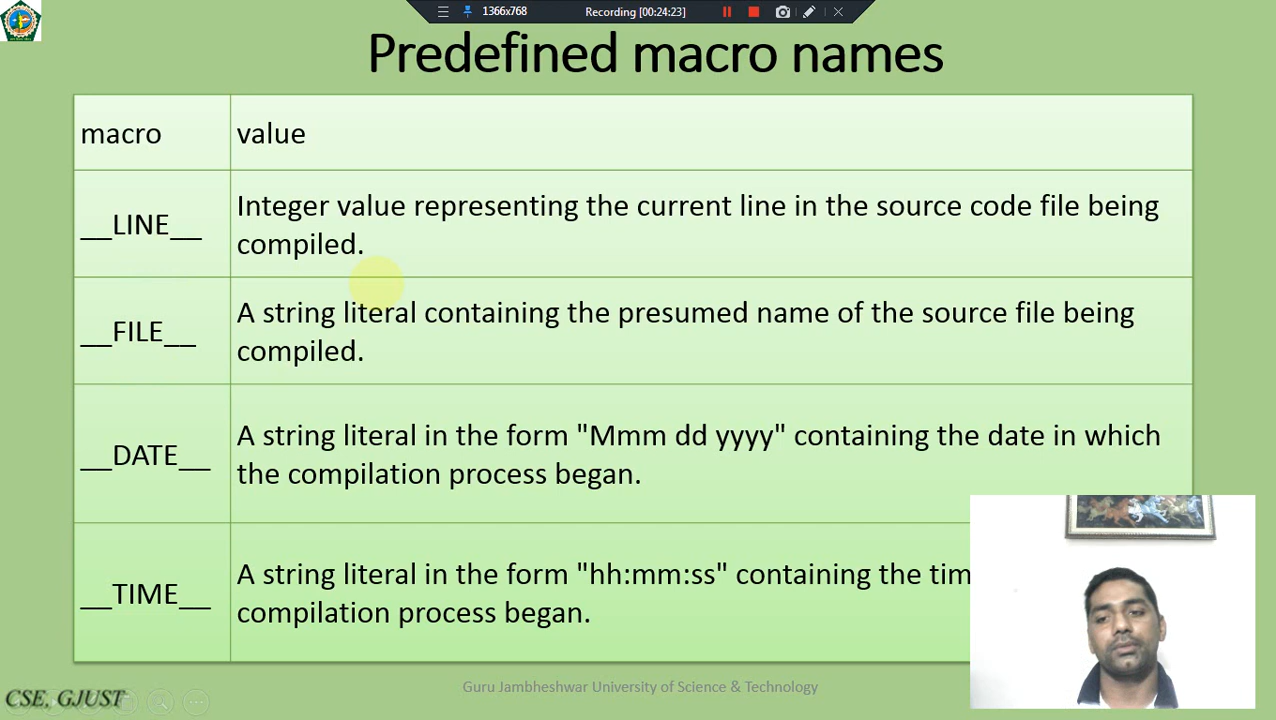 1366x768
Recording [00:24:23]
Predefined macro names
macro
value
__LINE__
Integer value representing the current line in the source code file being
compiled.
__FILE__
A string literal containing the presumed name of the source file being
compiled.
__DATE__
A string literal in the form "Mmm dd yyyy" containing the date in which
the compilation process began.
__TIME__
A string literal in the form "hh:mm:ss" containing the tim
compilation process began.
Guru Jambheshwar University of Science & Technology
CSE, GJUST